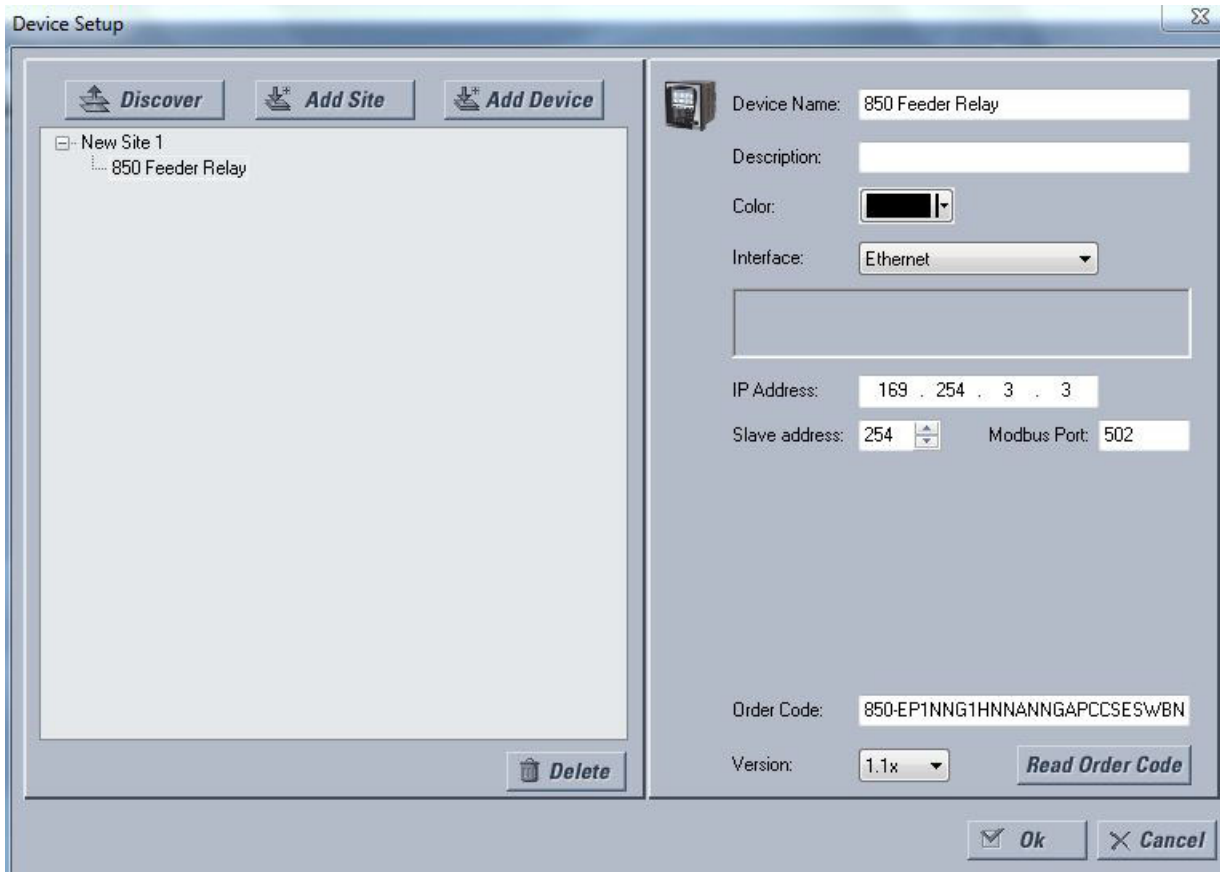 Device Setup
Discover
Add Site
Add Device
New Site 1
850 Feeder Relay
Delete
Device Name: 850 Feeder Relay
Description:
Color:
Interface: Ethernet
IP Address: 169 . 254 . 3 . 3
Slave address: 254 Modbus Port: 502
Order Code: 850-EP1NNG1HNNANNGAPCCSESWBN
Version: 1.1x Read Order Code
Ok Cancel